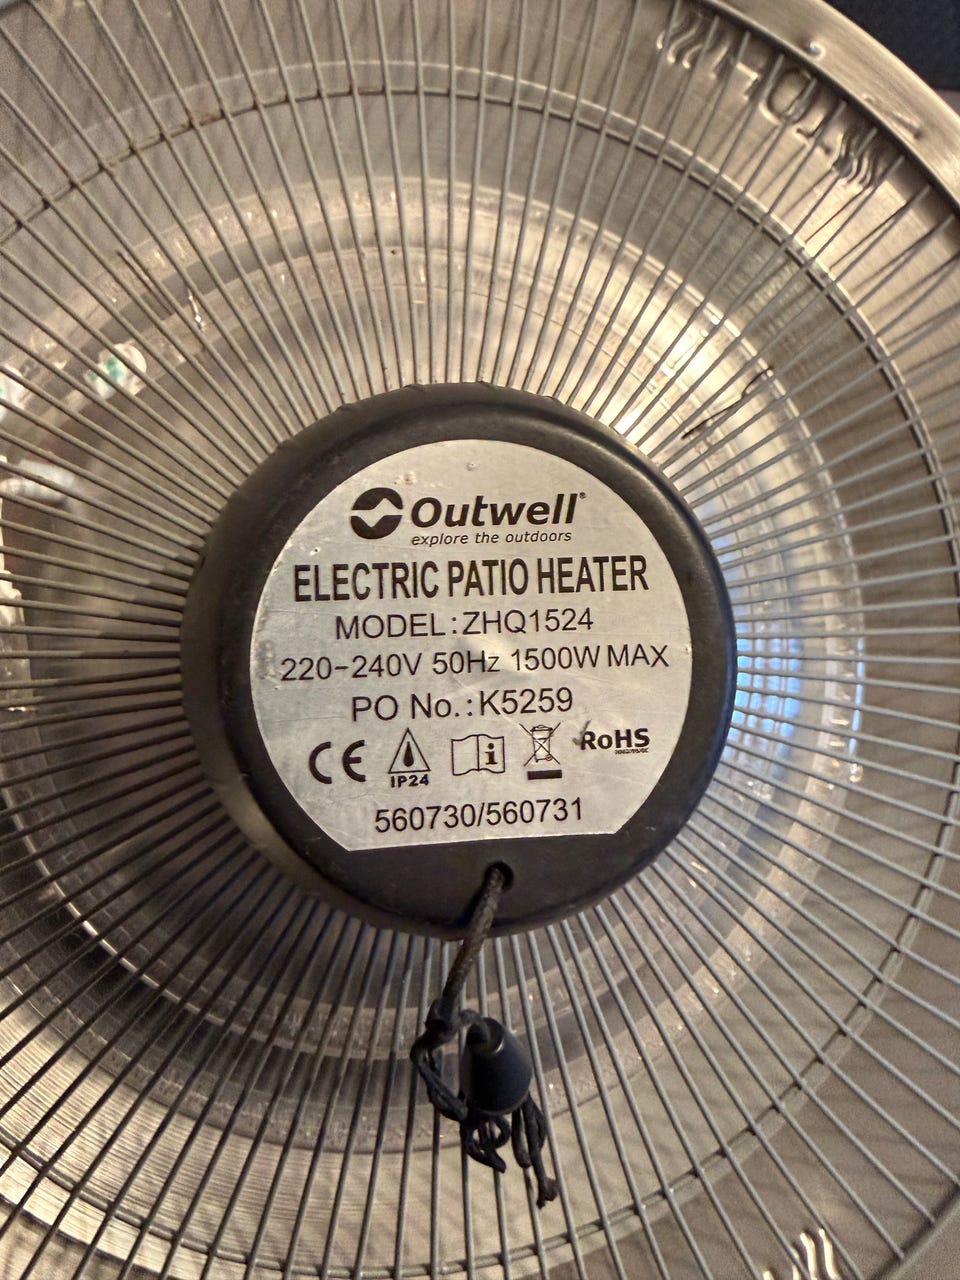 Outwell®
explore the outdoors
ELECTRIC PATIO HEATER
MODEL:ZHQ1524
220-240V 50Hz 1500W MAX
PO No.:K5259
CE IP24 i RoHS
560730/560731
HOT